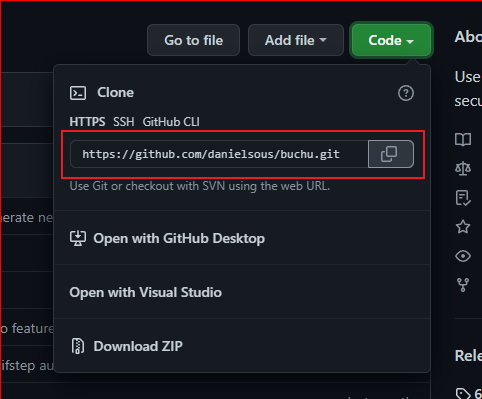 Go to file
Add file
Code
Abo
Use
secu
Clone
HTTPS SSH GitHub CLI
https://github.com/danielsous/buchu.git
Use Git or checkout with SVN using the web URL.
nerate ne
Open with GitHub Desktop
Open with Visual Studio
o feature
Download ZIP
ifstep au
Rele
6